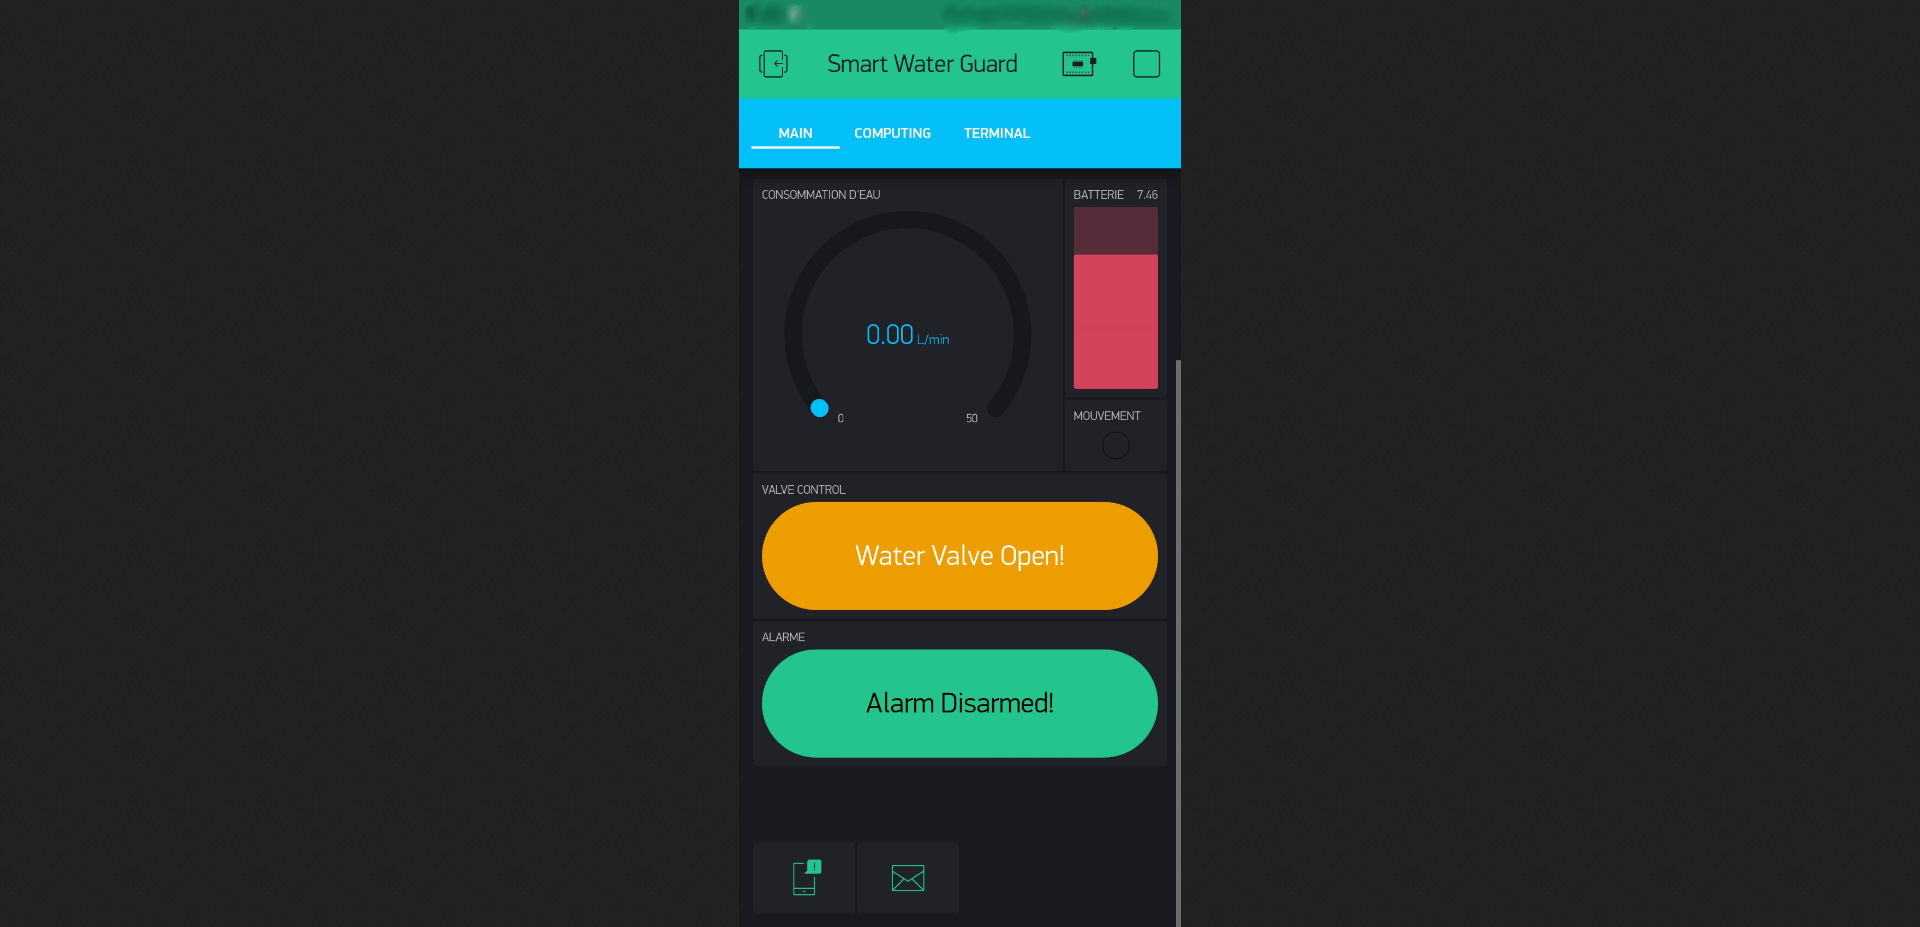 Smart Water Guard
MAIN COMPUTING TERMINAL
CONSOMMATION D'EAU
BATTERIE 7.46
0.00 L/min
0 50
MOUVEMENT
VALVE CONTROL
Water Valve Open!
ALARME
Alarm Disarmed!
!